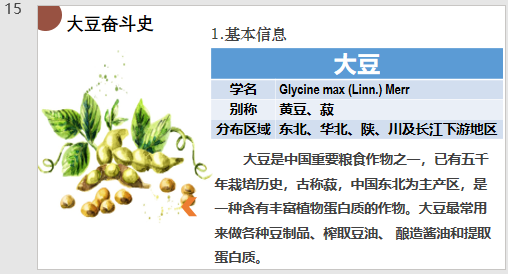 15
大豆奋斗史
1.基本信息
大豆
学名 Glycine max (Linn.) Merr
别称 黄豆、菽
分布区域 东北、华北、陕、川及长江下游地区
大豆是中国重要粮食作物之一，已有五千
年栽培历史，古称菽，中国东北为主产区，是
一种含有丰富植物蛋白质的作物。大豆最常用
来做各种豆制品、榨取豆油、 酿造酱油和提取
蛋白质。